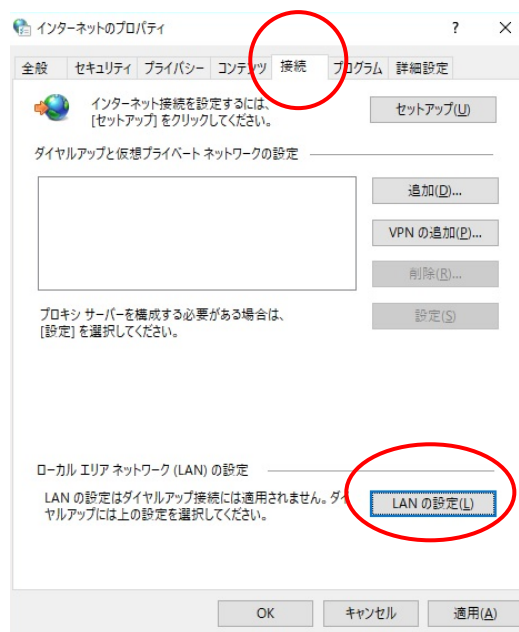 インターネットのプロパティ
?
×
全般 セキュリティ プライバシー コンテンツ 接続 プログラム 詳細設定
インターネット接続を設定するには、
[セットアップ] をクリックしてください。
セットアップ(U)
ダイヤルアップと仮想プライベート ネットワークの設定
追加(D)...
VPN の追加(P)...
削除(R)...
プロキシ サーバーを構成する必要がある場合は、
[設定] を選択してください。
設定(S)
ローカル エリア ネットワーク (LAN) の設定
LAN の設定はダイヤルアップ接続には適用されません。ダイ
ヤルアップには上の設定を選択してください。
LAN の設定(L)
OK キャンセル 適用(A)